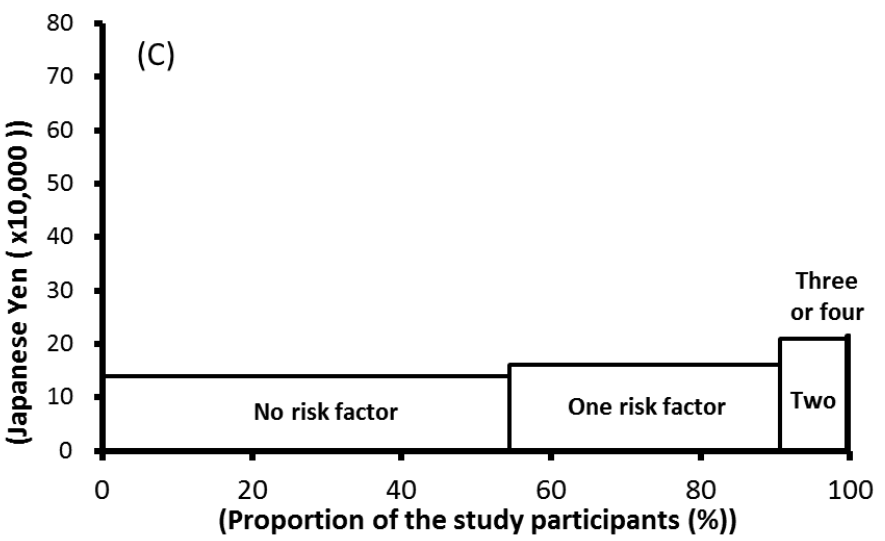 (C)
(Japanese Yen ( x10,000 ))
80
70
60
50
40
30
20
10
0
Three
or four
No risk factor
One risk factor
Two
0 20 40 60 80 100
(Proportion of the study participants (%))